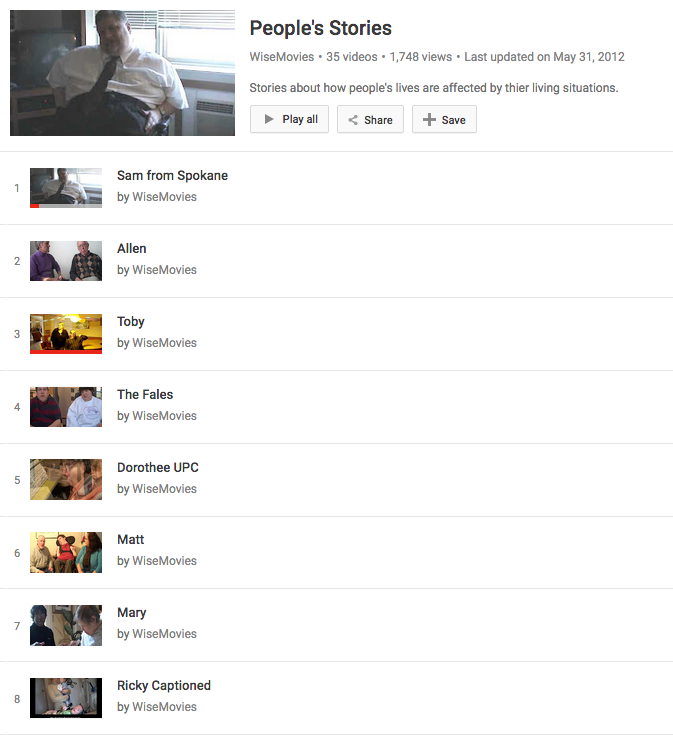 People's Stories
WiseMovies • 35 videos • 1,748 views • Last updated on May 31, 2012
Stories about how people's lives are affected by thier living situations.
Play all Share Save
1 Sam from Spokane
by WiseMovies
2 Allen
by WiseMovies
3 Toby
by WiseMovies
4 The Fales
by WiseMovies
5 Dorothee UPC
by WiseMovies
6 Matt
by WiseMovies
7 Mary
by WiseMovies
8 Ricky Captioned
by WiseMovies